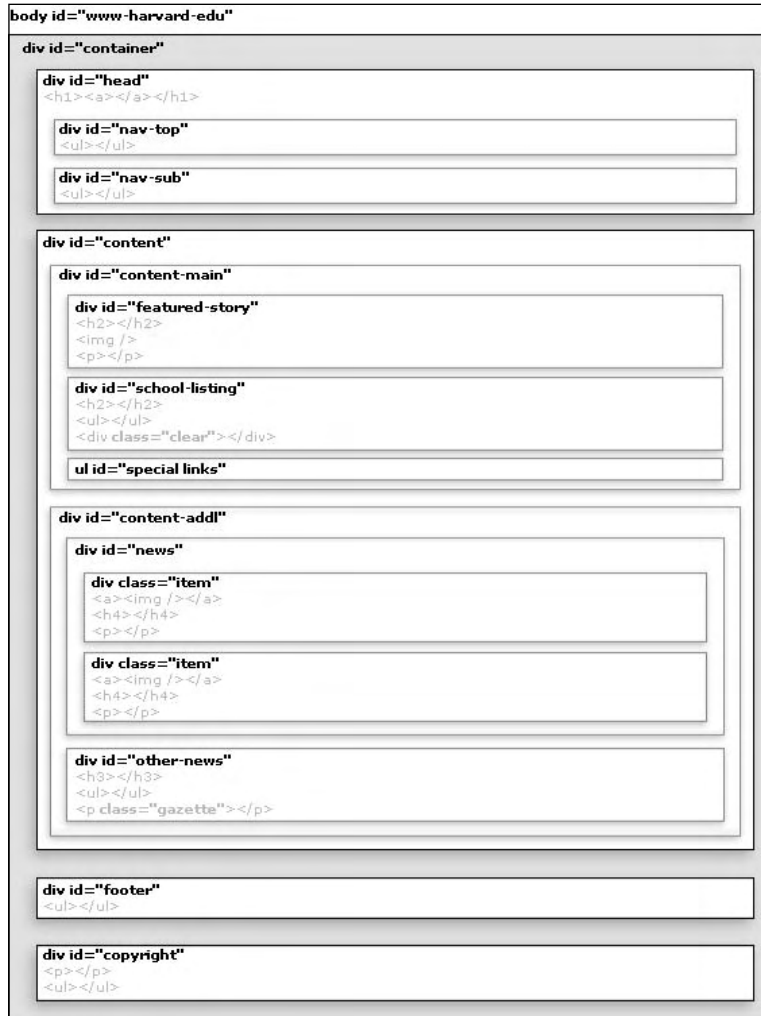 body id="www-harvard-edu"
div id="container"
div id="head"
<h1><a></a></h1>
div id="nav-top"
<ul></ul>
div id="nav-sub"
<ul></ul>
div id="content"
div id="content-main"
div id="featured-story"
<h2></h2>
<img />
<p></p>
div id="school-listing"
<h2></h2>
<ul></ul>
<div class="clear"></div>
ul id="special links"
div id="content-addl"
div id="news"
div class="item"
<a><img /></a>
<h4></h4>
<p></p>
div class="item"
<a><img /></a>
<h4></h4>
<p></p>
div id="other-news"
<h3></h3>
<ul></ul>
<p class="gazette"></p>
div id="footer"
<ul></ul>
div id="copyright"
<p></p>
<ul></ul>